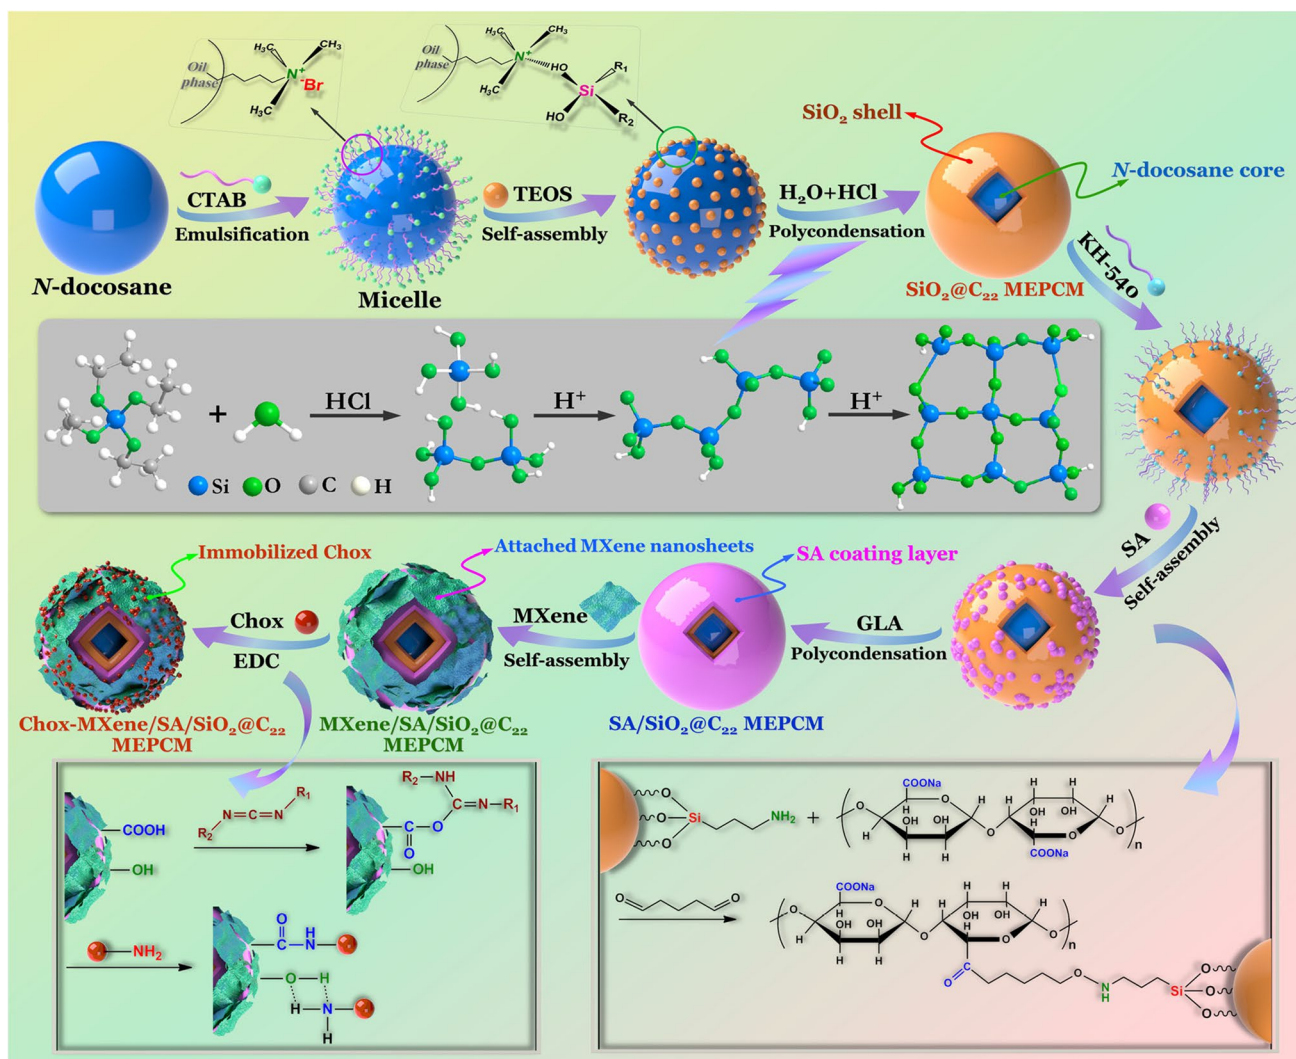 Oil
phase
H₃C
CH₃
N⁺
⁻Br
H₃C
Oil
phase
H₃C
CH₃
N⁺
H₃C
HO
R₁
Si
HO
R₂
CTAB
Emulsification
TEOS
Self-assembly
H₂O+HCl
Polycondensation
SiO₂ shell
N-docosane core
N-docosane
Micelle
SiO₂@C₂₂ MEPCM
KH-540
+
HCl
H⁺
H⁺
Si
O
C
H
SA
Self-assembly
Immobilized Chox
Attached MXene nanosheets
SA coating layer
Chox
EDC
MXene
Self-assembly
GLA
Polycondensation
Chox-MXene/SA/SiO₂@C₂₂
MEPCM
MXene/SA/SiO₂@C₂₂
MEPCM
SA/SiO₂@C₂₂ MEPCM
COOH
OH
R₂
N=C=N
R₁
R₂
NH
C=N
R₁
O
C
O
OH
NH₂
O
C
H
N
O
H
H
N
H
O
O
O
Si
NH₂
+
COONa
O
H
H
OH
OH
H
H
H
O
H
H
H
OH
OH
H
O
H
COONa
O
n
O
O
COONa
O
H
H
OH
OH
H
H
H
O
H
H
H
OH
OH
H
O
H
O
n
C
O
O
N
H
Si
O
O
O